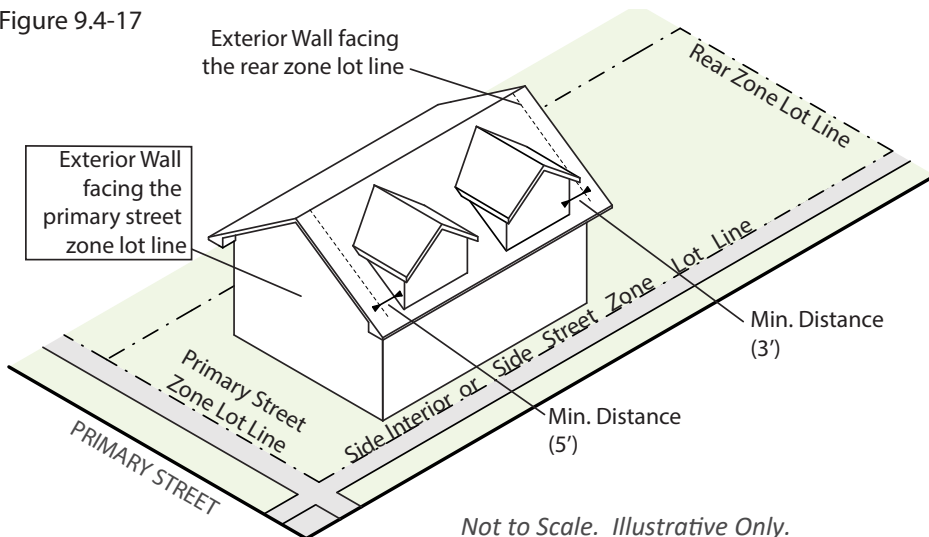 Figure 9.4-17
Exterior Wall facing
the rear zone lot line
Rear Zone Lot Line
Exterior Wall
facing the
primary street
zone lot line
Min. Distance
(3')
Side Interior or Side Street Zone Lot Line
Primary Street
Zone Lot Line
Min. Distance
(5')
PRIMARY STREET
Not to Scale. Illustrative Only.